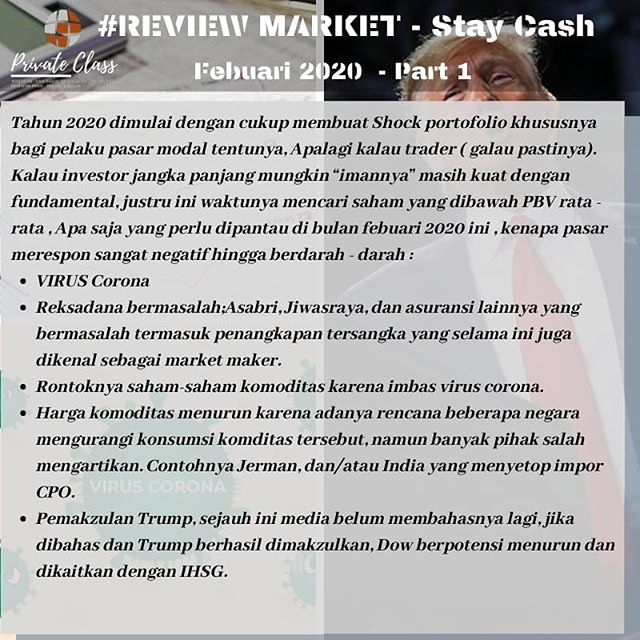 #REVIEW MARKET - Stay Cash
Private Class
Febuari 2020 - Part 1
Tahun 2020 dimulai dengan cukup membuat Shock portofolio khususnya
bagi pelaku pasar modal tentunya, Apalagi kalau trader ( galau pastinya).
Kalau investor jangka panjang mungkin “imannya” masih kuat dengan
fundamental, justru ini waktunya mencari saham yang dibawah PBV rata -
rata , Apa saja yang perlu dipantau di bulan febuari 2020 ini , kenapa pasar
merespon sangat negatif hingga berdarah - darah :
• VIRUS Corona
• Reksadana bermasalah;Asabri, Jiwasraya, dan asuransi lainnya yang
bermasalah termasuk penangkapan tersangka yang selama ini juga
dikenal sebagai market maker.
• Rontoknya saham-saham komoditas karena imbas virus corona.
• Harga komoditas menurun karena adanya rencana beberapa negara
mengurangi konsumsi komditas tersebut, namun banyak pihak salah
mengartikan. Contohnya Jerman, dan/atau India yang menyetop impor
CPO.
VIRUS CORONA
• Pemakzulan Trump, sejauh ini media belum membahasnya lagi, jika
dibahas dan Trump berhasil dimakzulkan, Dow berpotensi menurun dan
dikaitkan dengan IHSG.